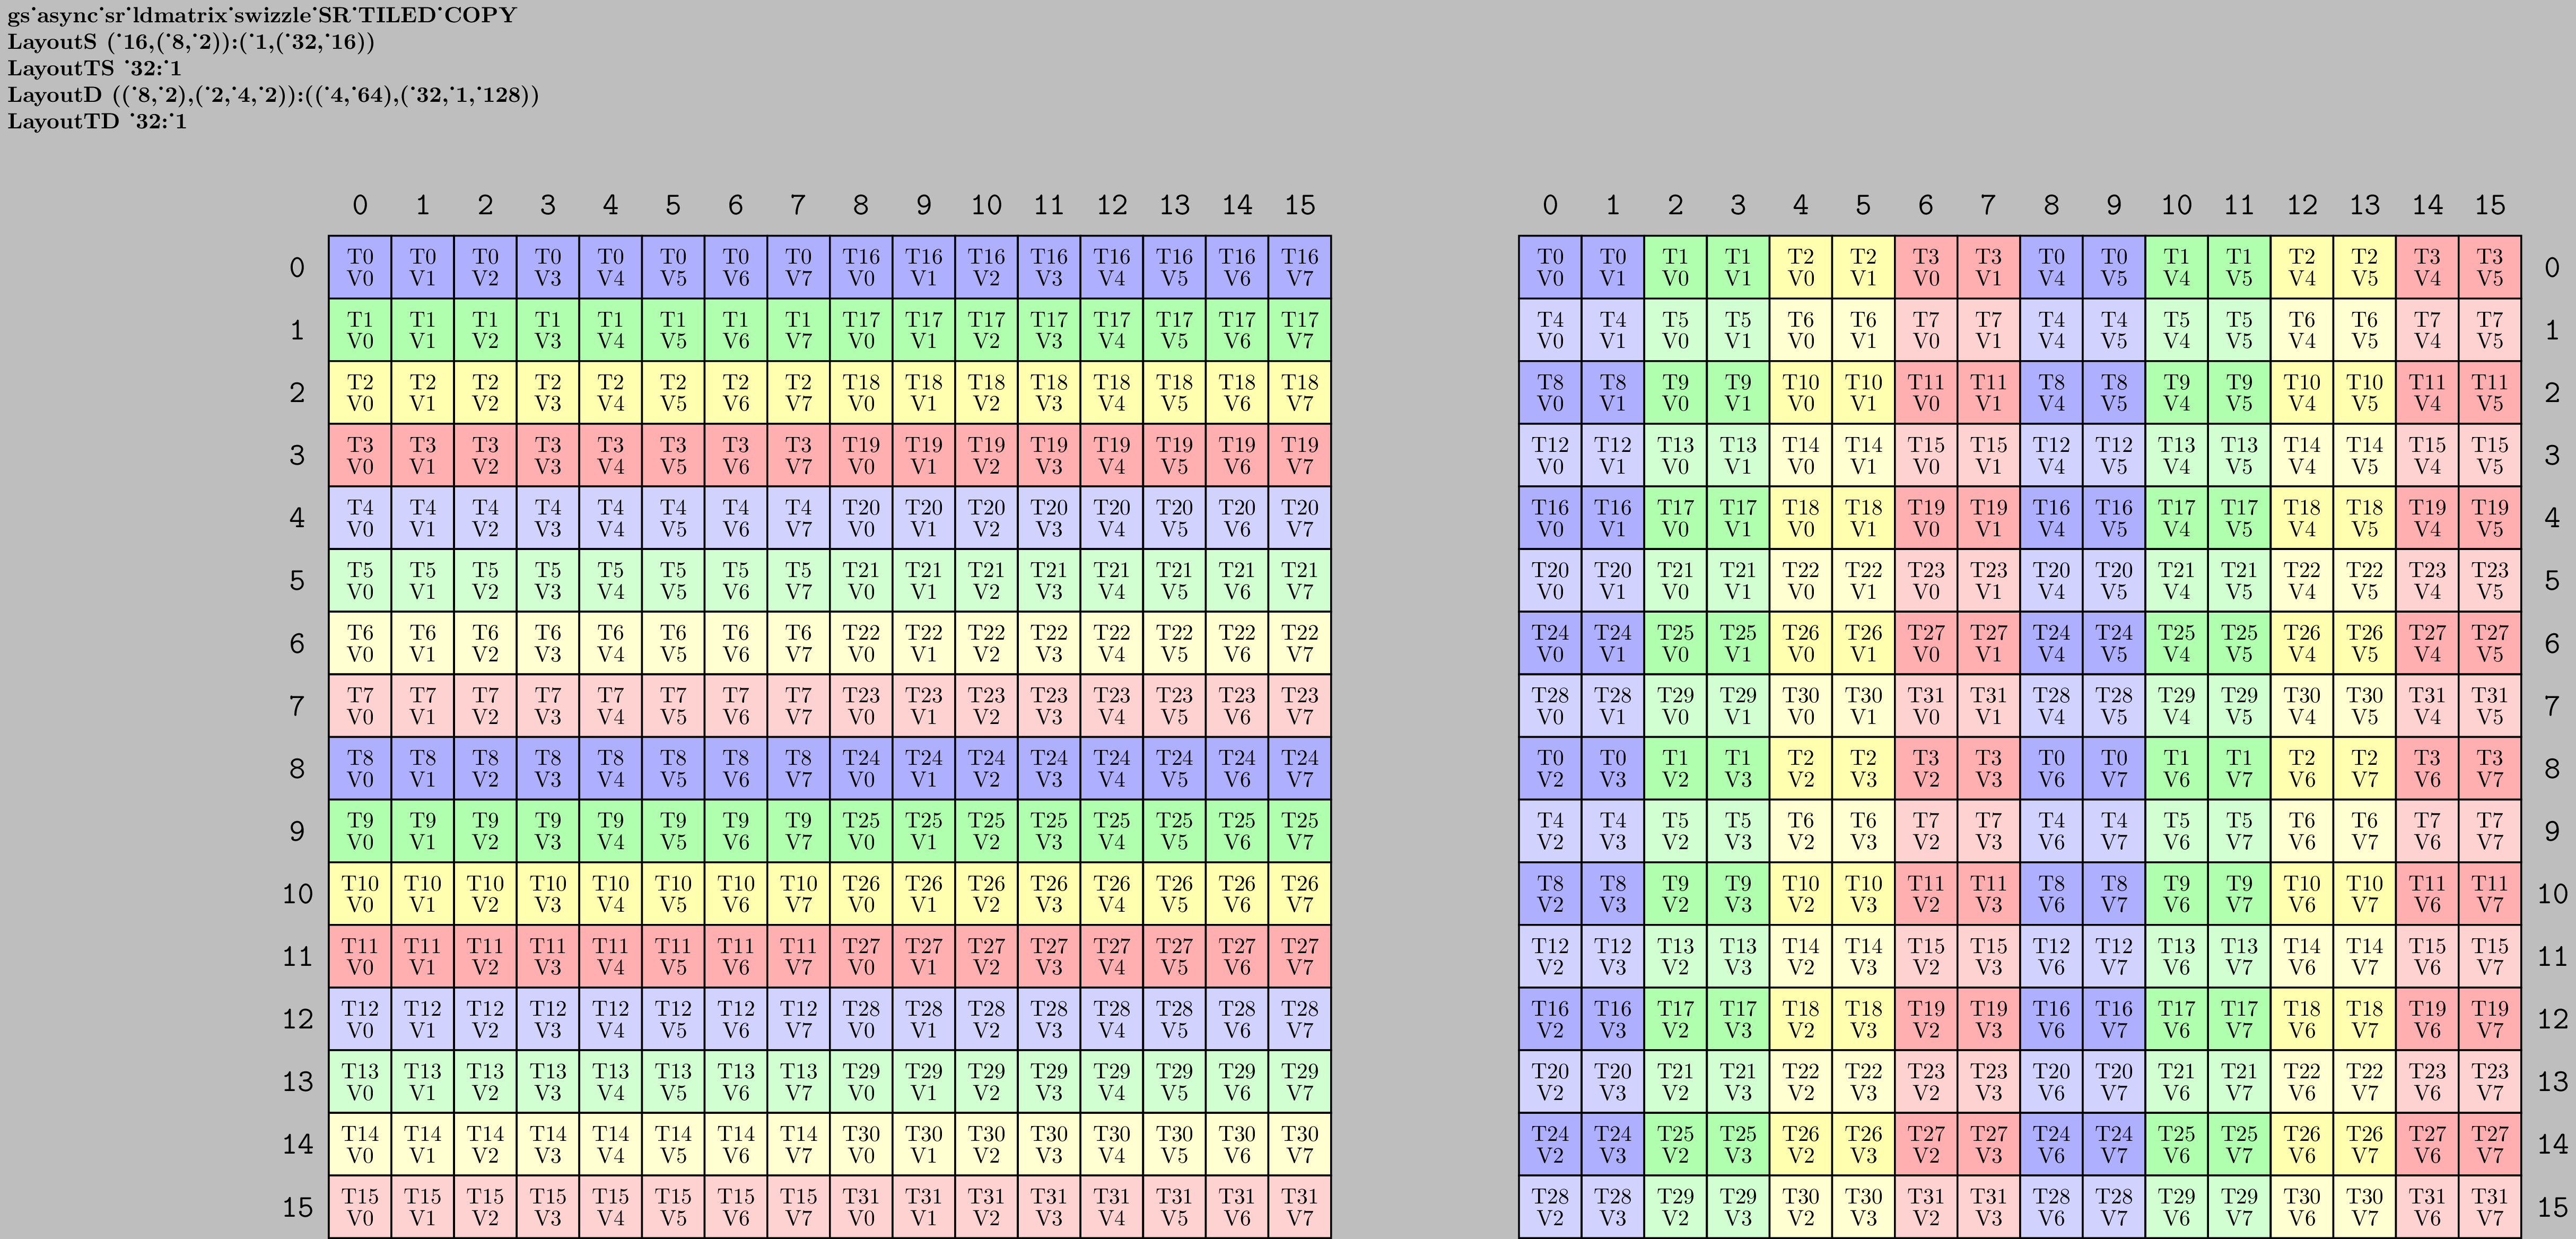 gs˙async˙sr˙ldmatrix˙swizzle˙SR˙TILED˙COPY
LayoutS (˙16,(˙8,˙2)):(˙1,(˙32,˙16))
LayoutTS ˙32:˙1
LayoutD ((˙8,˙2),(˙2,˙4,˙2)):((˙4,˙64),(˙32,˙1,˙128))
LayoutTD ˙32:˙1
0 1 2 3 4 5 6 7 8 9 10 11 12 13 14 15
0 T0 T0 T0 T0 T0 T0 T0 T0 T16 T16 T16 T16 T16 T16 T16 T16
V0 V1 V2 V3 V4 V5 V6 V7 V0 V1 V2 V3 V4 V5 V6 V7
1 T1 T1 T1 T1 T1 T1 T1 T1 T17 T17 T17 T17 T17 T17 T17 T17
V0 V1 V2 V3 V4 V5 V6 V7 V0 V1 V2 V3 V4 V5 V6 V7
2 T2 T2 T2 T2 T2 T2 T2 T2 T18 T18 T18 T18 T18 T18 T18 T18
V0 V1 V2 V3 V4 V5 V6 V7 V0 V1 V2 V3 V4 V5 V6 V7
3 T3 T3 T3 T3 T3 T3 T3 T3 T19 T19 T19 T19 T19 T19 T19 T19
V0 V1 V2 V3 V4 V5 V6 V7 V0 V1 V2 V3 V4 V5 V6 V7
4 T4 T4 T4 T4 T4 T4 T4 T4 T20 T20 T20 T20 T20 T20 T20 T20
V0 V1 V2 V3 V4 V5 V6 V7 V0 V1 V2 V3 V4 V5 V6 V7
5 T5 T5 T5 T5 T5 T5 T5 T5 T21 T21 T21 T21 T21 T21 T21 T21
V0 V1 V2 V3 V4 V5 V6 V7 V0 V1 V2 V3 V4 V5 V6 V7
6 T6 T6 T6 T6 T6 T6 T6 T6 T22 T22 T22 T22 T22 T22 T22 T22
V0 V1 V2 V3 V4 V5 V6 V7 V0 V1 V2 V3 V4 V5 V6 V7
7 T7 T7 T7 T7 T7 T7 T7 T7 T23 T23 T23 T23 T23 T23 T23 T23
V0 V1 V2 V3 V4 V5 V6 V7 V0 V1 V2 V3 V4 V5 V6 V7
8 T8 T8 T8 T8 T8 T8 T8 T8 T24 T24 T24 T24 T24 T24 T24 T24
V0 V1 V2 V3 V4 V5 V6 V7 V0 V1 V2 V3 V4 V5 V6 V7
9 T9 T9 T9 T9 T9 T9 T9 T9 T25 T25 T25 T25 T25 T25 T25 T25
V0 V1 V2 V3 V4 V5 V6 V7 V0 V1 V2 V3 V4 V5 V6 V7
10 T10 T10 T10 T10 T10 T10 T10 T10 T26 T26 T26 T26 T26 T26 T26 T26
V0 V1 V2 V3 V4 V5 V6 V7 V0 V1 V2 V3 V4 V5 V6 V7
11 T11 T11 T11 T11 T11 T11 T11 T11 T27 T27 T27 T27 T27 T27 T27 T27
V0 V1 V2 V3 V4 V5 V6 V7 V0 V1 V2 V3 V4 V5 V6 V7
12 T12 T12 T12 T12 T12 T12 T12 T12 T28 T28 T28 T28 T28 T28 T28 T28
V0 V1 V2 V3 V4 V5 V6 V7 V0 V1 V2 V3 V4 V5 V6 V7
13 T13 T13 T13 T13 T13 T13 T13 T13 T29 T29 T29 T29 T29 T29 T29 T29
V0 V1 V2 V3 V4 V5 V6 V7 V0 V1 V2 V3 V4 V5 V6 V7
14 T14 T14 T14 T14 T14 T14 T14 T14 T30 T30 T30 T30 T30 T30 T30 T30
V0 V1 V2 V3 V4 V5 V6 V7 V0 V1 V2 V3 V4 V5 V6 V7
15 T15 T15 T15 T15 T15 T15 T15 T15 T31 T31 T31 T31 T31 T31 T31 T31
V0 V1 V2 V3 V4 V5 V6 V7 V0 V1 V2 V3 V4 V5 V6 V7
0 1 2 3 4 5 6 7 8 9 10 11 12 13 14 15
T0 T0 T1 T1 T2 T2 T3 T3 T0 T0 T1 T1 T2 T2 T3 T3 0
V0 V1 V0 V1 V0 V1 V0 V1 V4 V5 V4 V5 V4 V5 V4 V5
T4 T4 T5 T5 T6 T6 T7 T7 T4 T4 T5 T5 T6 T6 T7 T7 1
V0 V1 V0 V1 V0 V1 V0 V1 V4 V5 V4 V5 V4 V5 V4 V5
T8 T8 T9 T9 T10 T10 T11 T11 T8 T8 T9 T9 T10 T10 T11 T11 2
V0 V1 V0 V1 V0 V1 V0 V1 V4 V5 V4 V5 V4 V5 V4 V5
T12 T12 T13 T13 T14 T14 T15 T15 T12 T12 T13 T13 T14 T14 T15 T15 3
V0 V1 V0 V1 V0 V1 V0 V1 V4 V5 V4 V5 V4 V5 V4 V5
T16 T16 T17 T17 T18 T18 T19 T19 T16 T16 T17 T17 T18 T18 T19 T19 4
V0 V1 V0 V1 V0 V1 V0 V1 V4 V5 V4 V5 V4 V5 V4 V5
T20 T20 T21 T21 T22 T22 T23 T23 T20 T20 T21 T21 T22 T22 T23 T23 5
V0 V1 V0 V1 V0 V1 V0 V1 V4 V5 V4 V5 V4 V5 V4 V5
T24 T24 T25 T25 T26 T26 T27 T27 T24 T24 T25 T25 T26 T26 T27 T27 6
V0 V1 V0 V1 V0 V1 V0 V1 V4 V5 V4 V5 V4 V5 V4 V5
T28 T28 T29 T29 T30 T30 T31 T31 T28 T28 T29 T29 T30 T30 T31 T31 7
V0 V1 V0 V1 V0 V1 V0 V1 V4 V5 V4 V5 V4 V5 V4 V5
T0 T0 T1 T1 T2 T2 T3 T3 T0 T0 T1 T1 T2 T2 T3 T3 8
V2 V3 V2 V3 V2 V3 V2 V3 V6 V7 V6 V7 V6 V7 V6 V7
T4 T4 T5 T5 T6 T6 T7 T7 T4 T4 T5 T5 T6 T6 T7 T7 9
V2 V3 V2 V3 V2 V3 V2 V3 V6 V7 V6 V7 V6 V7 V6 V7
T8 T8 T9 T9 T10 T10 T11 T11 T8 T8 T9 T9 T10 T10 T11 T11 10
V2 V3 V2 V3 V2 V3 V2 V3 V6 V7 V6 V7 V6 V7 V6 V7
T12 T12 T13 T13 T14 T14 T15 T15 T12 T12 T13 T13 T14 T14 T15 T15 11
V2 V3 V2 V3 V2 V3 V2 V3 V6 V7 V6 V7 V6 V7 V6 V7
T16 T16 T17 T17 T18 T18 T19 T19 T16 T16 T17 T17 T18 T18 T19 T19 12
V2 V3 V2 V3 V2 V3 V2 V3 V6 V7 V6 V7 V6 V7 V6 V7
T20 T20 T21 T21 T22 T22 T23 T23 T20 T20 T21 T21 T22 T22 T23 T23 13
V2 V3 V2 V3 V2 V3 V2 V3 V6 V7 V6 V7 V6 V7 V6 V7
T24 T24 T25 T25 T26 T26 T27 T27 T24 T24 T25 T25 T26 T26 T27 T27 14
V2 V3 V2 V3 V2 V3 V2 V3 V6 V7 V6 V7 V6 V7 V6 V7
T28 T28 T29 T29 T30 T30 T31 T31 T28 T28 T29 T29 T30 T30 T31 T31 15
V2 V3 V2 V3 V2 V3 V2 V3 V6 V7 V6 V7 V6 V7 V6 V7